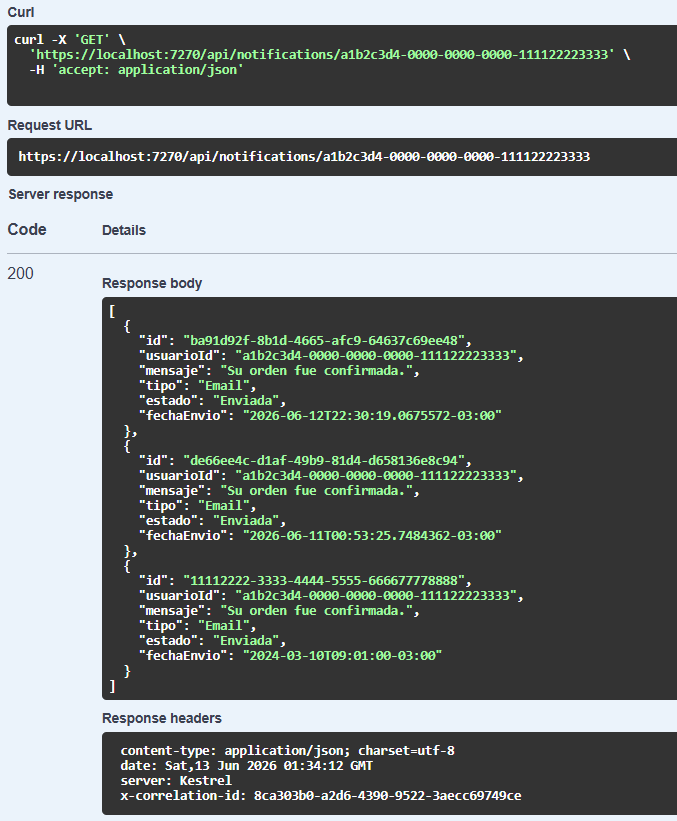 Curl
curl -X 'GET' \
  'https://localhost:7270/api/notifications/a1b2c3d4-0000-0000-0000-111122223333' \
  -H 'accept: application/json'
Request URL
https://localhost:7270/api/notifications/a1b2c3d4-0000-0000-0000-111122223333
Server response
Code Details
200
Response body
[
  {
    "id": "ba91d92f-8b1d-4665-afc9-64637c69ee48",
    "usuarioId": "a1b2c3d4-0000-0000-0000-111122223333",
    "mensaje": "Su orden fue confirmada.",
    "tipo": "Email",
    "estado": "Enviada",
    "fechaEnvio": "2026-06-12T22:30:19.0675572-03:00"
  },
  {
    "id": "de66ee4c-d1af-49b9-81d4-d658136e8c94",
    "usuarioId": "a1b2c3d4-0000-0000-0000-111122223333",
    "mensaje": "Su orden fue confirmada.",
    "tipo": "Email",
    "estado": "Enviada",
    "fechaEnvio": "2026-06-11T00:53:25.7484362-03:00"
  },
  {
    "id": "11112222-3333-4444-5555-666677778888",
    "usuarioId": "a1b2c3d4-0000-0000-0000-111122223333",
    "mensaje": "Su orden fue confirmada.",
    "tipo": "Email",
    "estado": "Enviada",
    "fechaEnvio": "2024-03-10T09:01:00-03:00"
  }
]
Response headers
content-type: application/json; charset=utf-8
date: Sat,13 Jun 2026 01:34:12 GMT
server: Kestrel
x-correlation-id: 8ca303b0-a2d6-4390-9522-3aecc69749ce